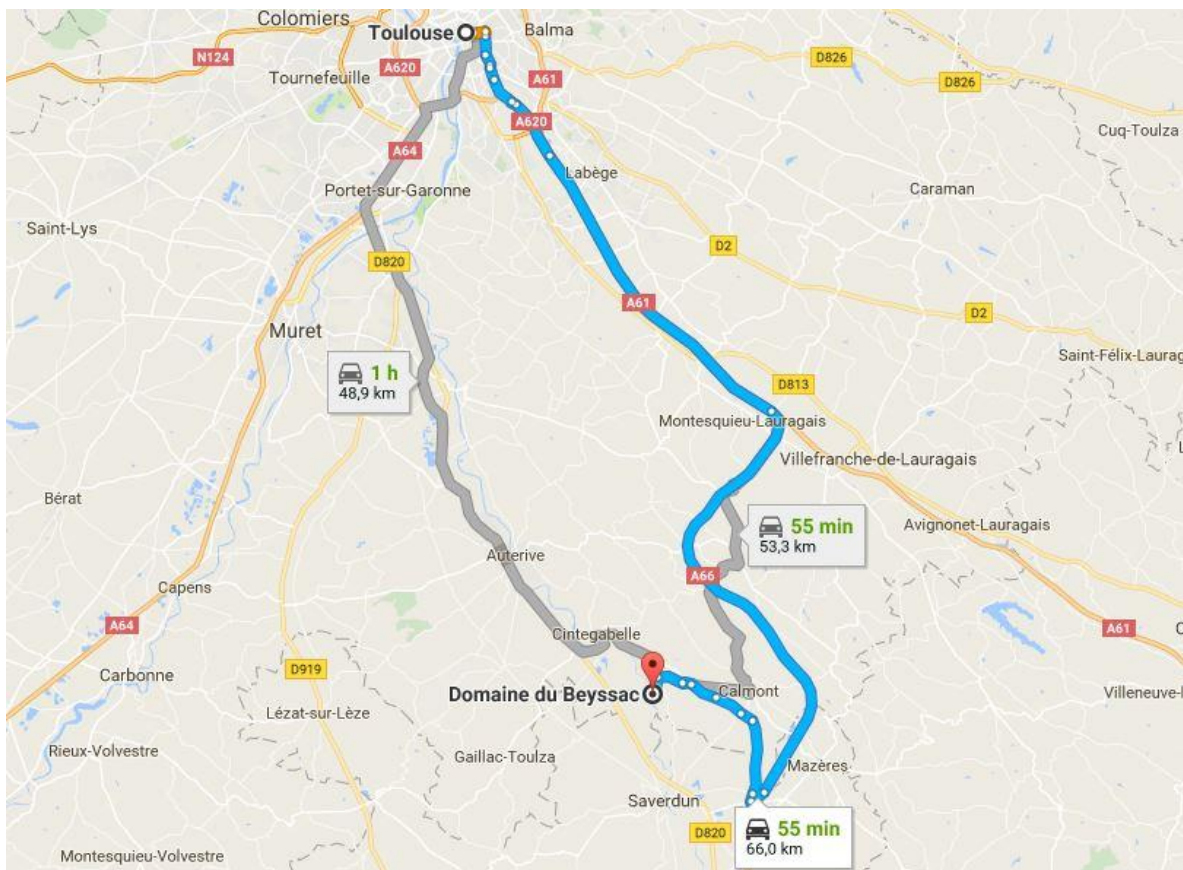 Colomiers
Toulouse
Balma
N124
A620
A61
D826
D826
Tournefeuille
A620
Cuq-Toulza
A64
Labège
Portet-sur-Garonne
Caraman
Saint-Lys
D2
D820
A61
D2
Muret
Saint-Félix-Laurag
1 h
48,9 km
D813
Montesquieu-Lauragais
Villefranche-de-Lauragais
Bérat
55 min
53,3 km
Avignonet-Lauragais
Auterive
A66
Capens
A64
Cintegabelle
A61
D919
Carbonne
Domaine du Beyssac
Calmont
Villeneuve-l
Lézat-sur-Lèze
Rieux-Volvestre
Gaillac-Toulza
Mazères
Saverdun
D820
55 min
66,0 km
Montesquieu-Volvestre